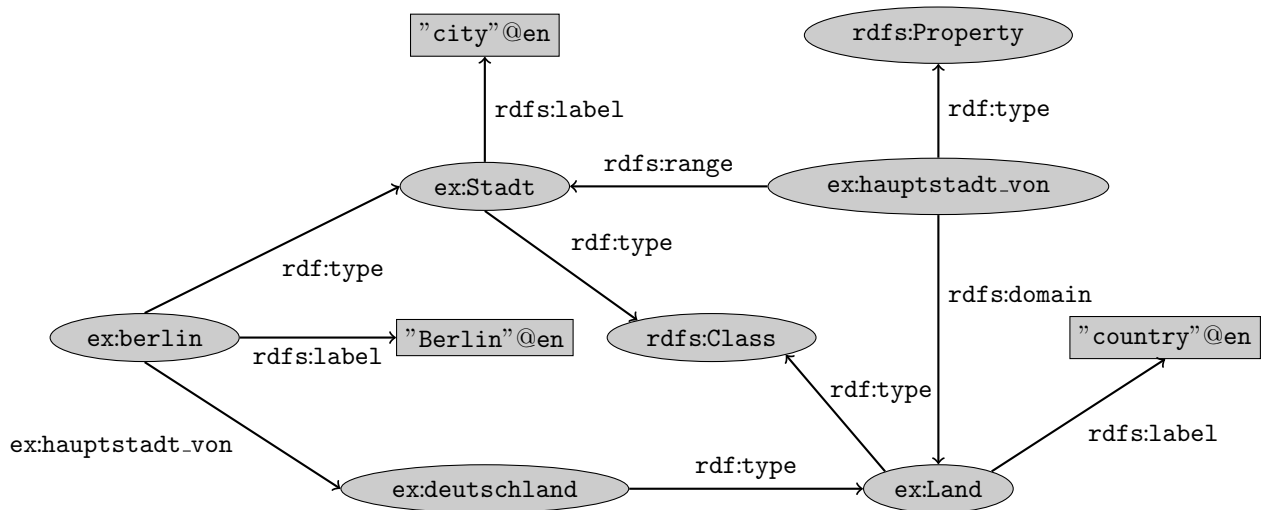 ”city”@en
rdfs:Property
rdfs:label
rdf:type
rdfs:range
ex:Stadt
ex:hauptstadt_von
rdf:type
rdf:type
rdfs:domain
ex:berlin
rdfs:label
”Berlin”@en
rdfs:Class
”country”@en
rdf:type
ex:hauptstadt_von
rdfs:label
rdf:type
ex:deutschland
ex:Land